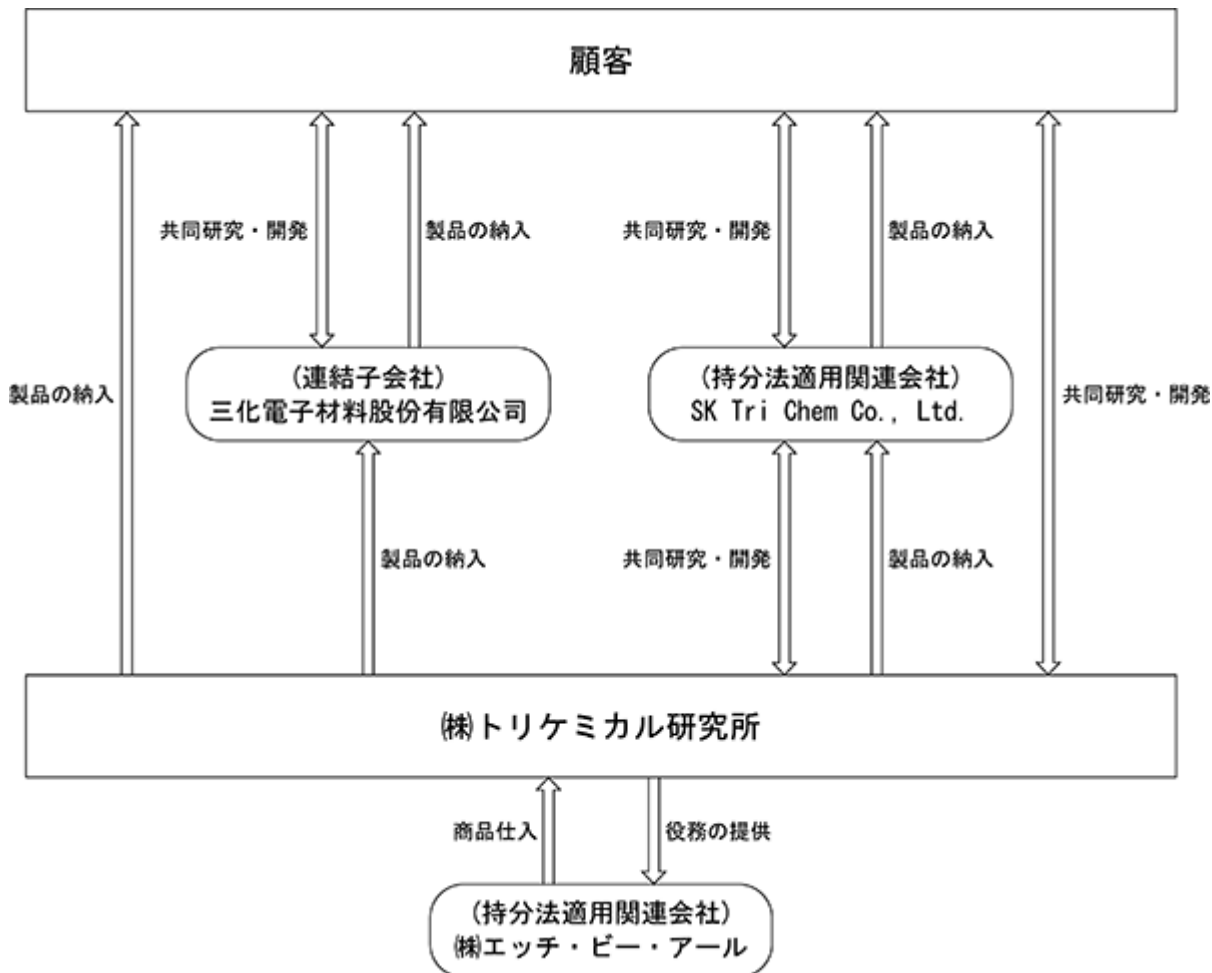 顧客
共同研究・開発
製品の納入
共同研究・開発
製品の納入
製品の納入
(連結子会社)
三化電子材料股份有限公司
(持分法適用関連会社)
SK Tri Chem Co., Ltd.
共同研究・開発
製品の納入
共同研究・開発
製品の納入
㈱トリケミカル研究所
商品仕入
役務の提供
(持分法適用関連会社)
㈱エッチ・ビー・アール